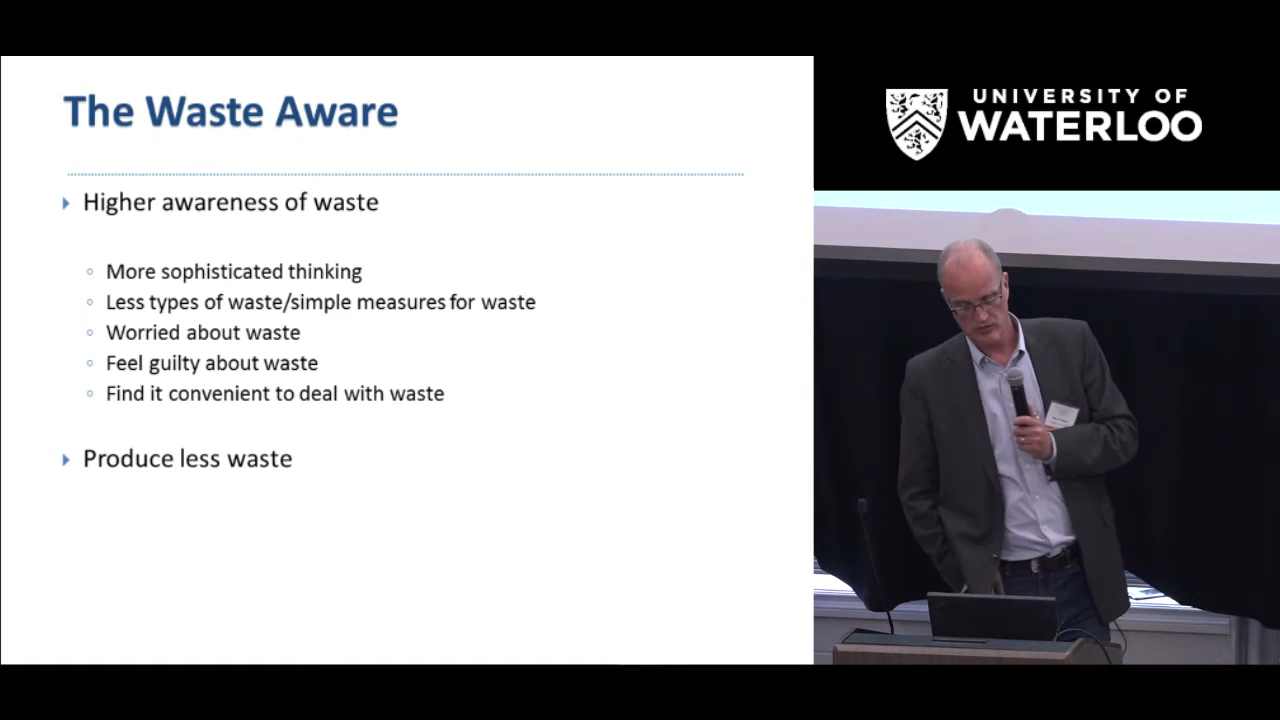 The Waste Aware
Higher awareness of waste
More sophisticated thinking
Less types of waste/simple measures for waste
Worried about waste
Feel guilty about waste
Find it convenient to deal with waste
Produce less waste
UNIVERSITY OF
WATERLOO